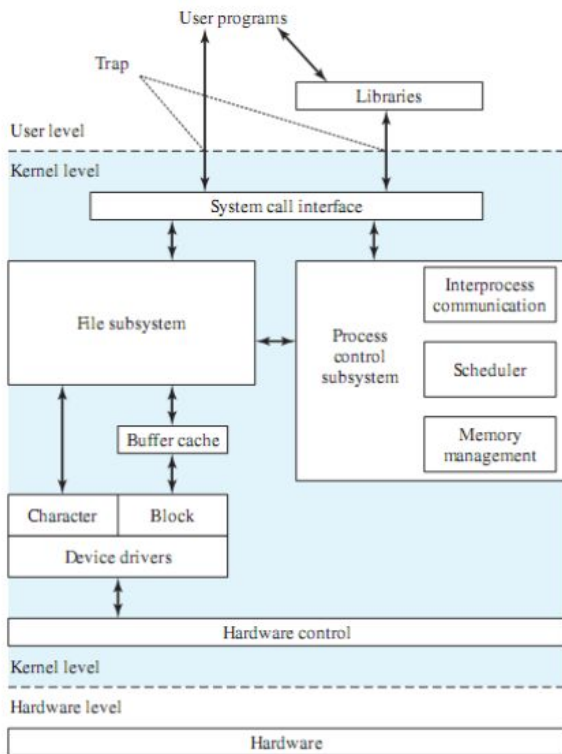 User programs
Trap
Libraries
User level
Kernel level
System call interface
File subsystem
Process
control
subsystem
Interprocess
communication
Scheduler
Memory
management
Buffer cache
Character
Block
Device drivers
Hardware control
Kernel level
Hardware level
Hardware